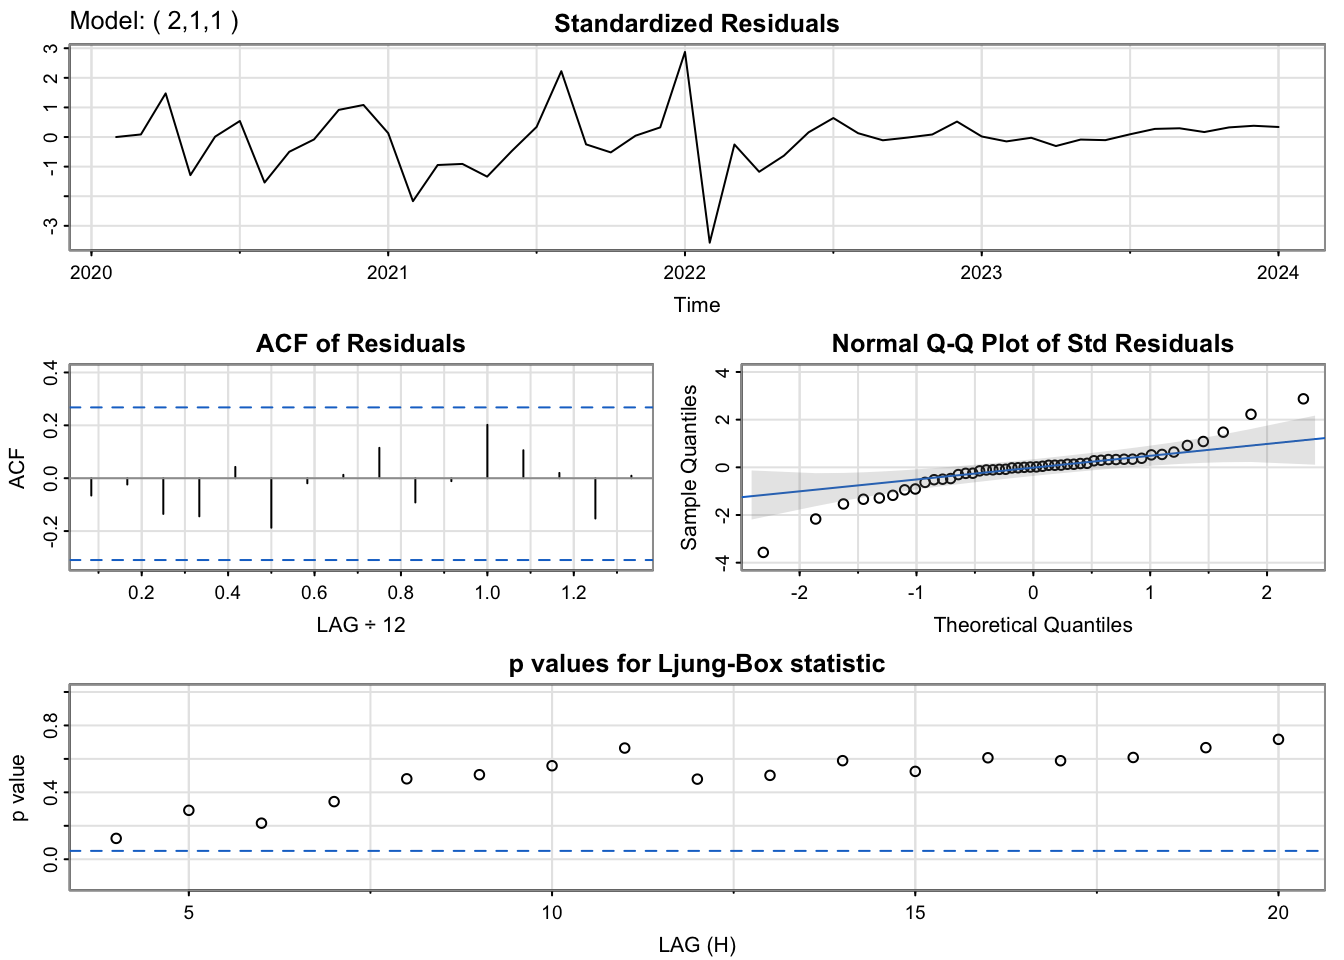 Model: ( 2,1,1 )
Standardized Residuals
3
2
1
0
-1
-3
2020 2021 2022 2023 2024
Time
ACF of Residuals
ACF
0.4
0.2
0.0
-0.2
0.2 0.4 0.6 0.8 1.0 1.2
LAG ÷ 12
Normal Q-Q Plot of Std Residuals
Sample Quantiles
4
2
0
-2
-4
-2 -1 0 1 2
Theoretical Quantiles
p values for Ljung-Box statistic
p value
0.8
0.4
0.0
5 10 15 20
LAG (H)